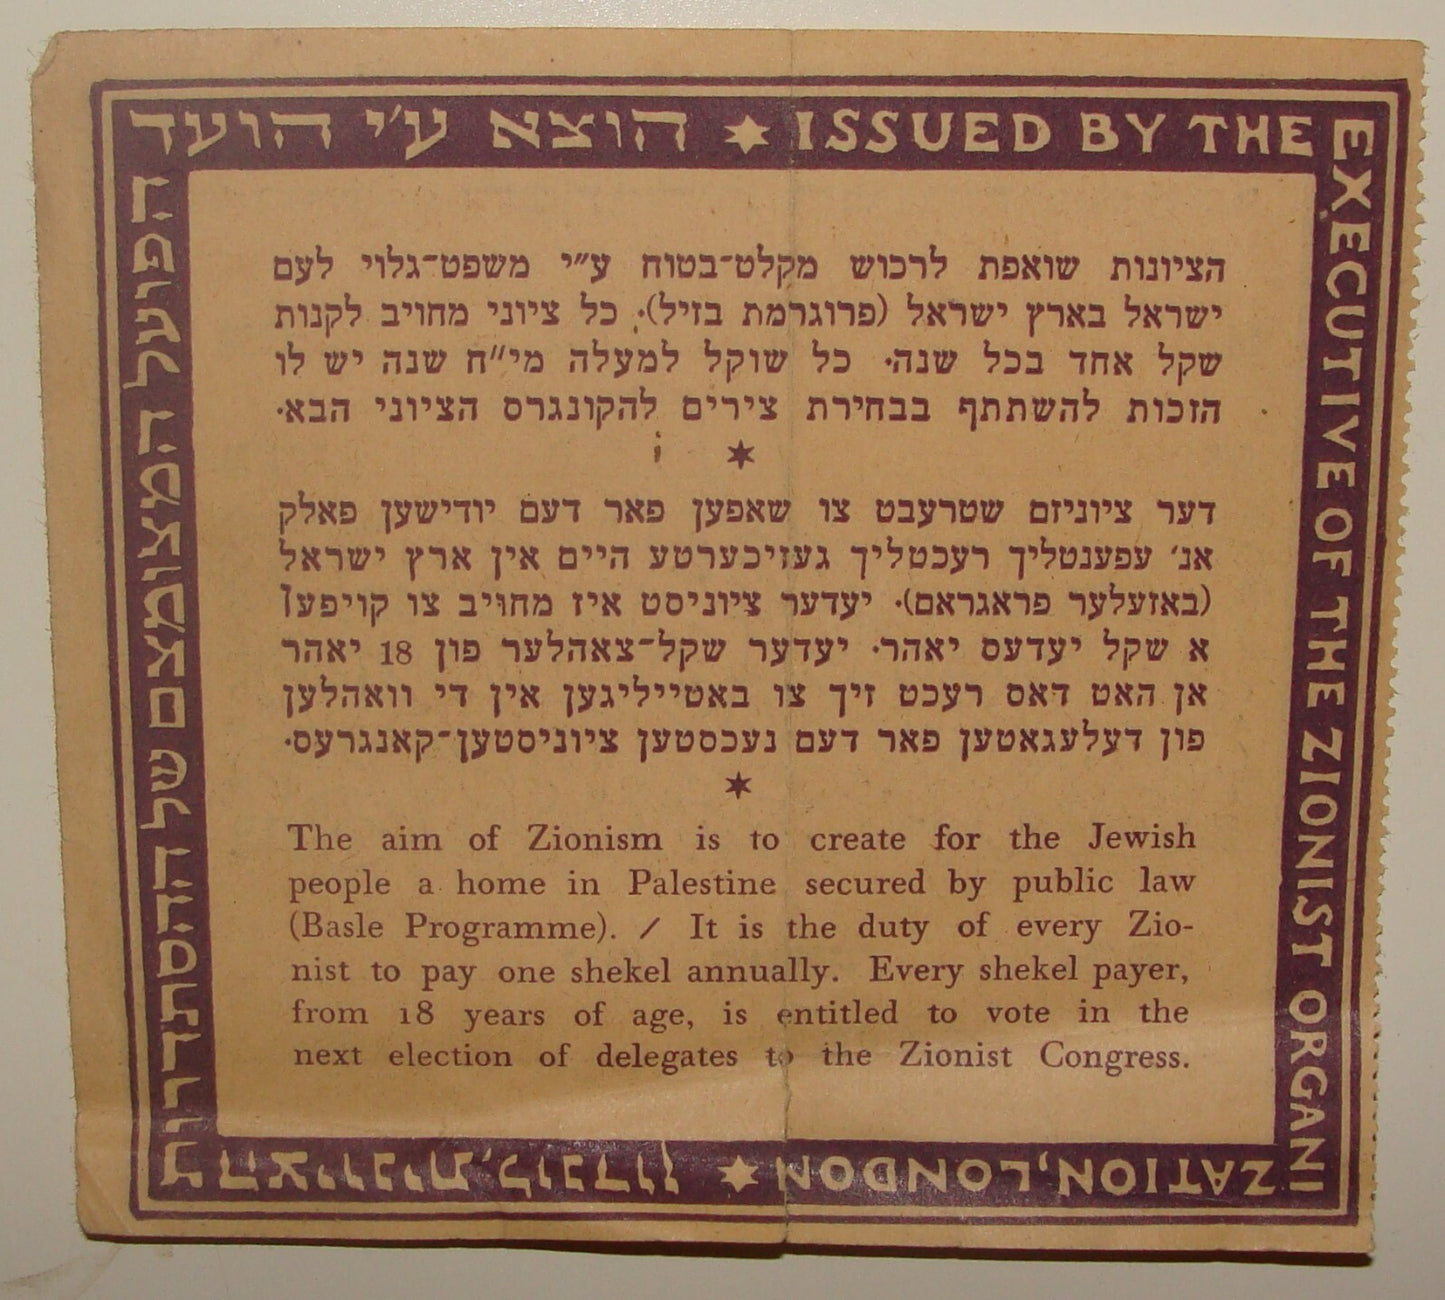 הוצא ע״י הועד
הפועל המצומצם של ההסתדרות
הציונית, לונדון
ISSUED BY THE
EXECUTIVE OF THE ZIONIST ORGANI
ZATION, LONDON
הציונות שואפת לרכוש מקלט־בטוח ע״י משפט־גלוי לעם
ישראל בארץ ישראל (פרוגרמת בזיל). כל ציוני מחויב לקנות
שקל אחד בכל שנה. כל שוקל למעלה מי״ח שנה יש לו
הזכות להשתתף בבחירת צירים להקונגרס הציוני הבא.
דער ציוניזם שטרעבט צו שאפען פאר דעם יודישען פאלק
אנ׳ עפענטליך רעכטליך געזיכערטע היים אין ארץ ישראל
(באזעלער פראגראם). יעדער ציוניסט איז מחויב צו קויפען
א שקל יעדעס יאהר. יעדער שקל־צאהלער פון 18 יאהר
אן האט דאס רעכט זיך צו באטייליגען אין די וואהלען
פון דעלעגאטען פאר דעם נעכסטען ציוניסטען־קאנגרעס.
The aim of Zionism is to create for the Jewish
people a home in Palestine secured by public law
(Basle Programme). / It is the duty of every Zio-
nist to pay one shekel annually. Every shekel payer,
from 18 years of age, is entitled to vote in the
next election of delegates to the Zionist Congress.